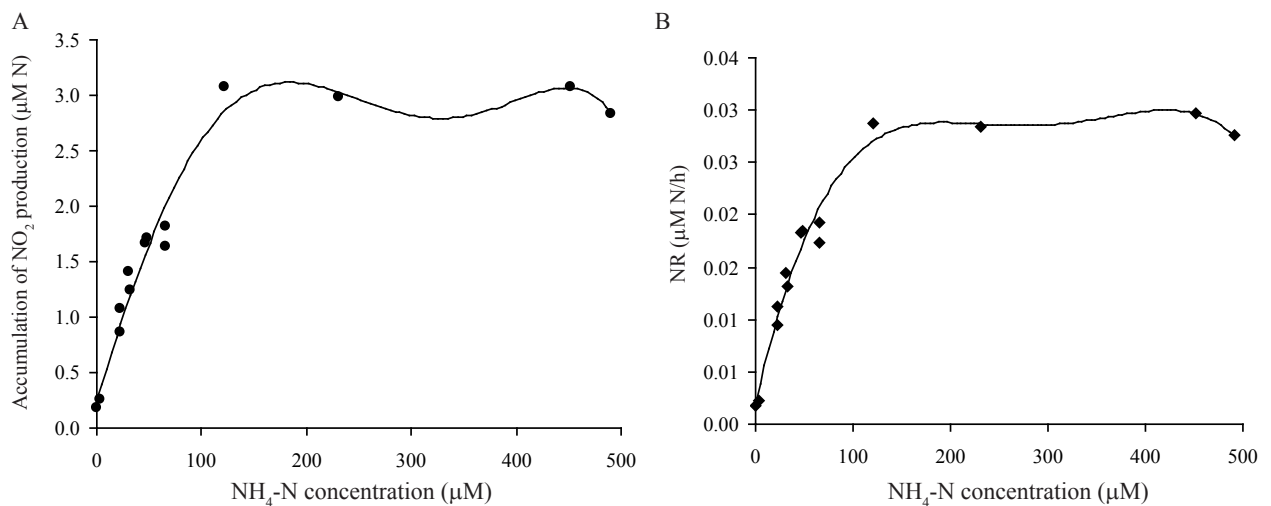 A
Accumulation of NO2 production (µM N)
3.5
3.0
2.5
2.0
1.5
1.0
0.5
0.0
0 100 200 300 400 500
NH4-N concentration (µM)
B
NR (µM N/h)
0.04
0.03
0.03
0.02
0.02
0.01
0.01
0.00
0 100 200 300 400 500
NH4-N concentration (µM)